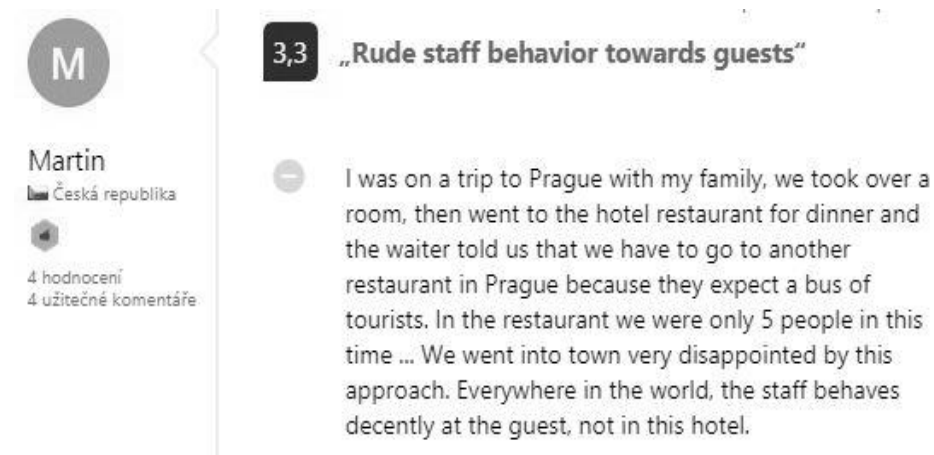 M
3,3 „Rude staff behavior towards guests“
Martin
Česká republika
4 hodnocení
4 užitečné komentáře
I was on a trip to Prague with my family, we took over a
room, then went to the hotel restaurant for dinner and
the waiter told us that we have to go to another
restaurant in Prague because they expect a bus of
tourists. In the restaurant we were only 5 people in this
time ... We went into town very disappointed by this
approach. Everywhere in the world, the staff behaves
decently at the guest, not in this hotel.